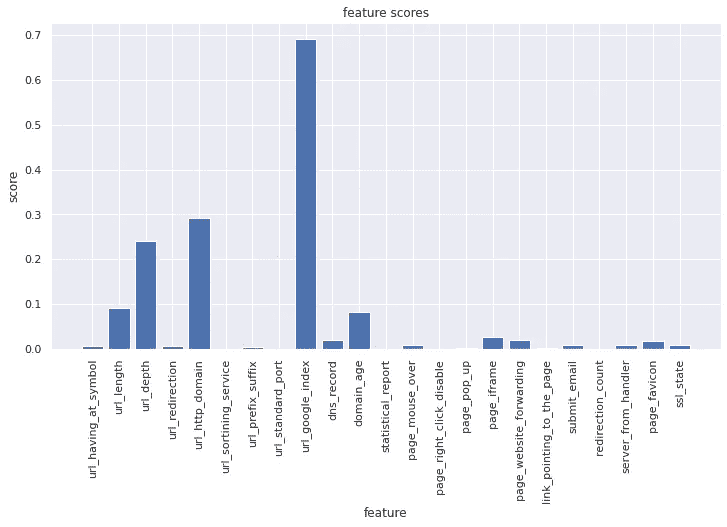 feature scores
0.7
0.6
0.5
0.4
0.3
0.2
0.1
0.0
score
url_having_at_symbol
url_length
url_depth
url_redirection
url_http_domain
url_sortining_service
url_prefix_suffix
url_standard_port
url_google_index
dns_record
domain_age
statistical_report
page_mouse_over
page_right_click_disable
page_pop_up
page_iframe
page_website_forwarding
link_pointing_to_the_page
submit_email
redirection_count
server_from_handler
page_favicon
ssl_state
feature